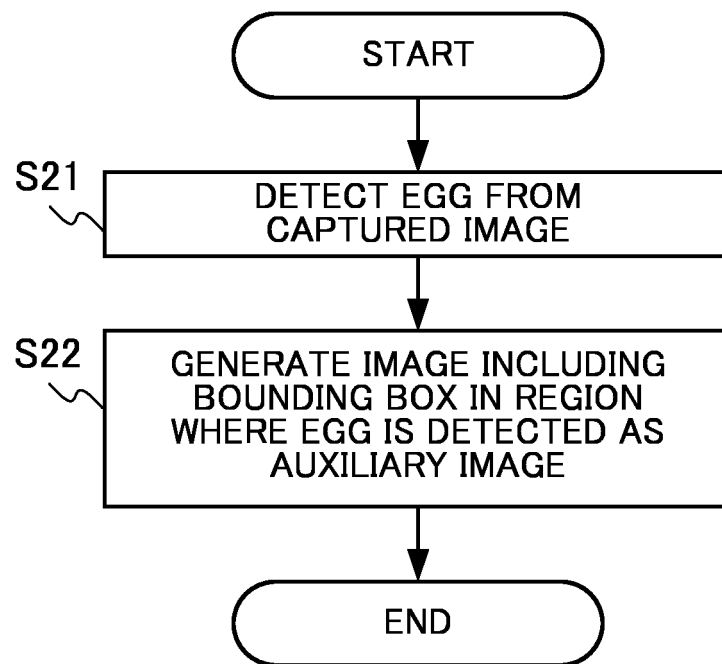 START
S21
DETECT EGG FROM
CAPTURED IMAGE
S22
GENERATE IMAGE INCLUDING
BOUNDING BOX IN REGION
WHERE EGG IS DETECTED AS
AUXILIARY IMAGE
END